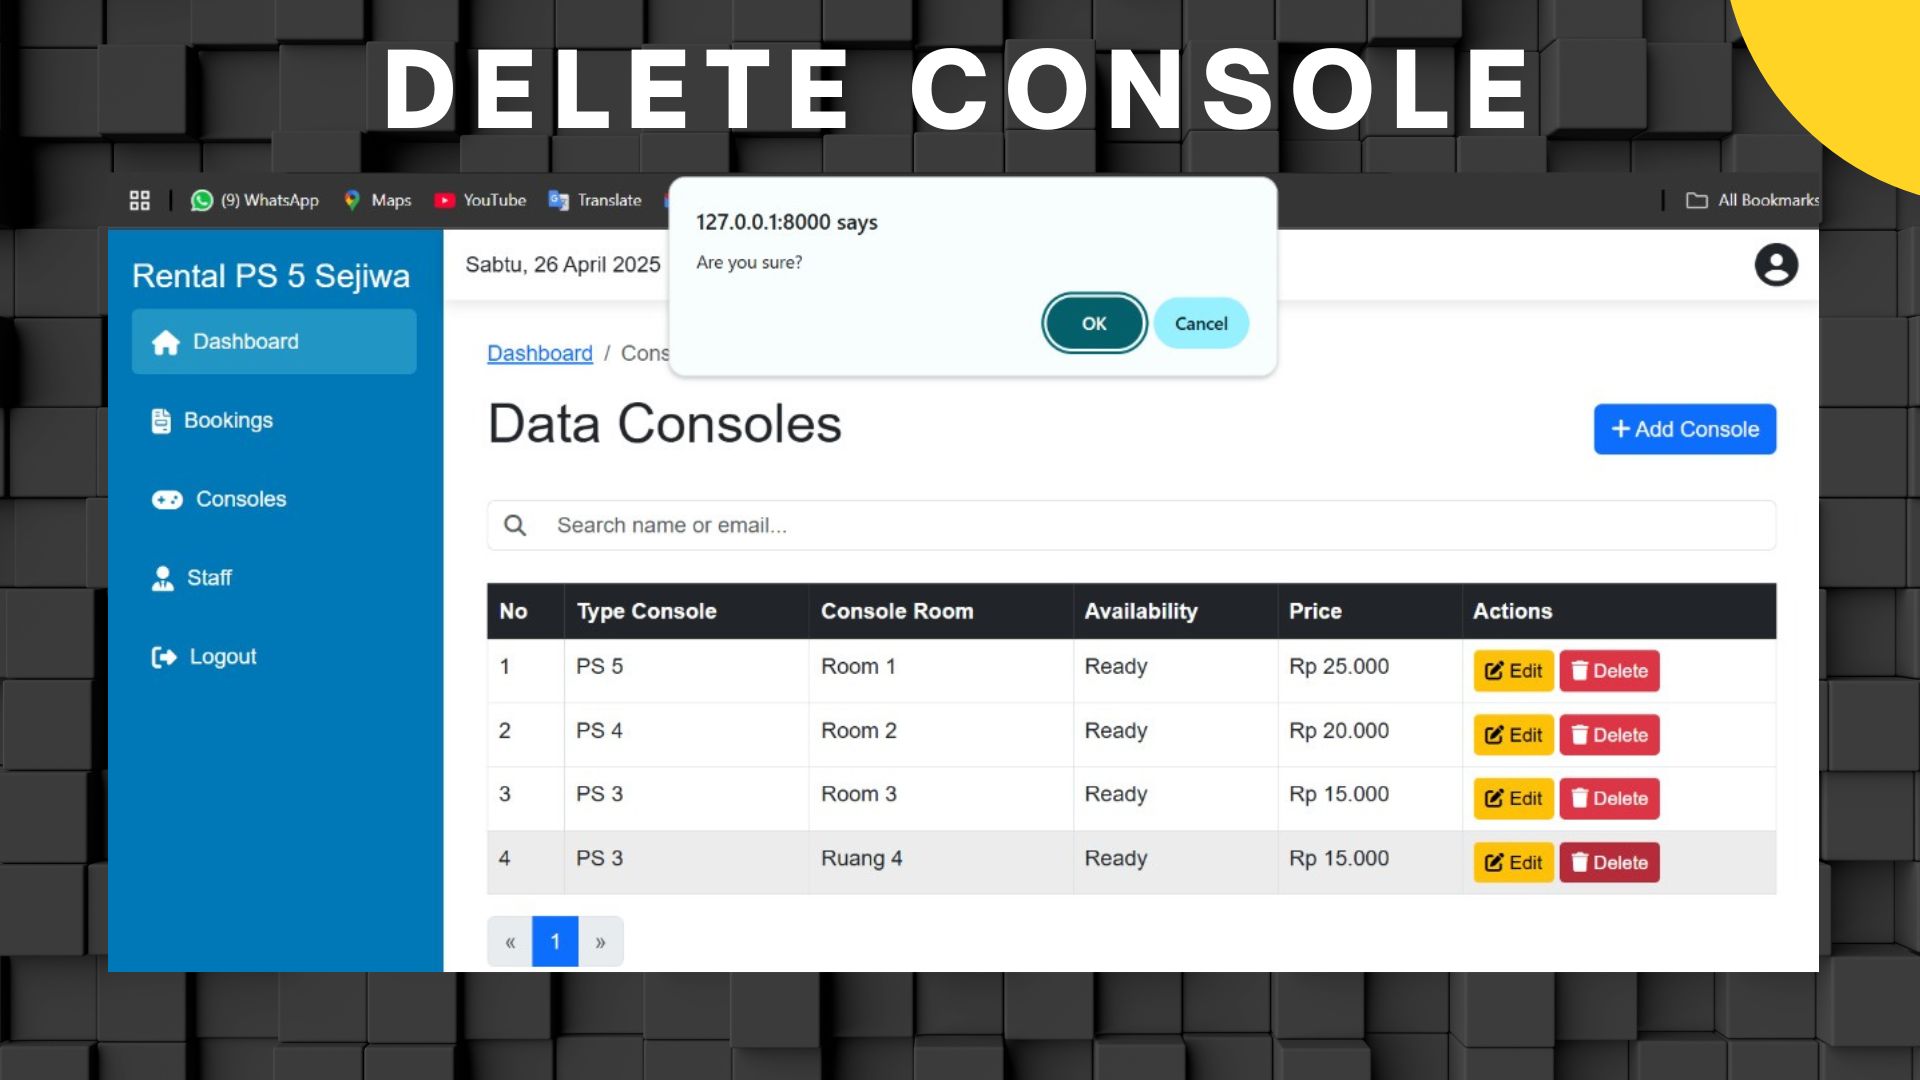 DELETE CONSOLE
(9) WhatsApp Maps YouTube Translate All Bookmarks
127.0.0.1:8000 says
Are you sure?
OK Cancel
Rental PS 5 Sejiwa
Dashboard
Bookings
Consoles
Staff
Logout
Sabtu, 26 April 2025
Dashboard / Cons
Data Consoles
+ Add Console
Search name or email...
No Type Console Console Room Availability Price Actions
1 PS 5 Room 1 Ready Rp 25.000 Edit Delete
2 PS 4 Room 2 Ready Rp 20.000 Edit Delete
3 PS 3 Room 3 Ready Rp 15.000 Edit Delete
4 PS 3 Ruang 4 Ready Rp 15.000 Edit Delete
« 1 »